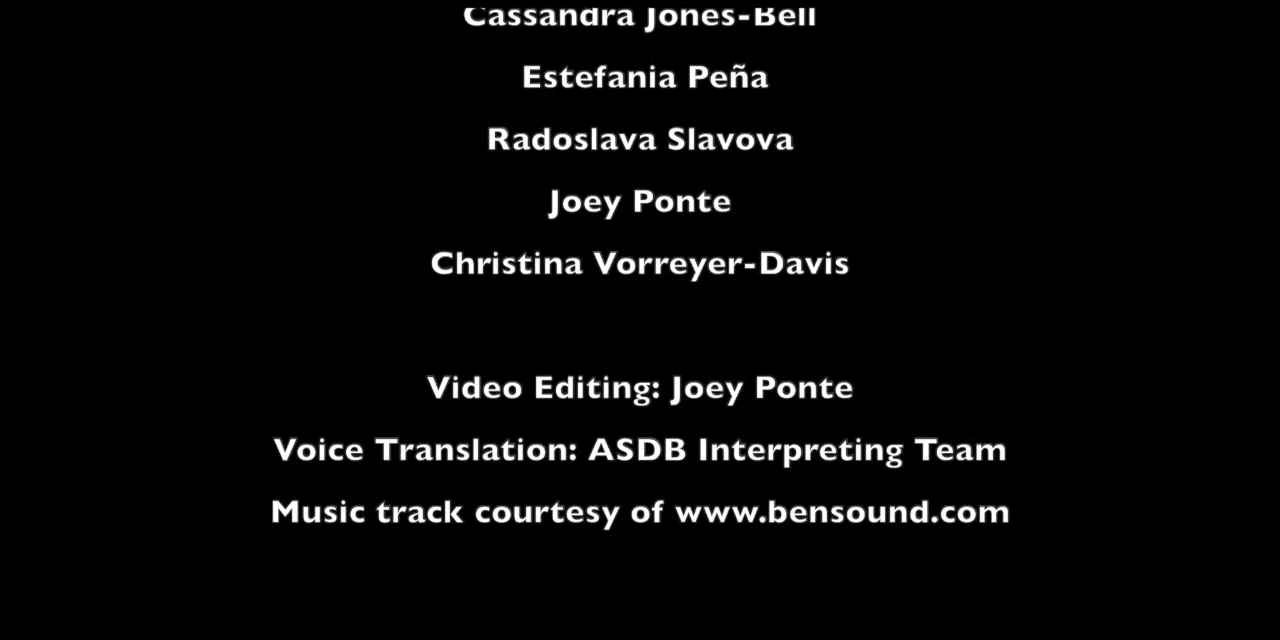 Cassandra Jones-Bell
Estefania Peña
Radoslava Slavova
Joey Ponte
Christina Vorreyer-Davis
Video Editing: Joey Ponte
Voice Translation: ASDB Interpreting Team
Music track courtesy of www.bensound.com